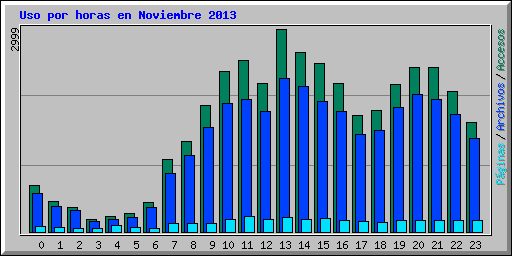 Uso por horas en Noviembre 2013
2999
Páginas / Archivos / Accesos
0 1 2 3 4 5 6 7 8 9 10 11 12 13 14 15 16 17 18 19 20 21 22 23